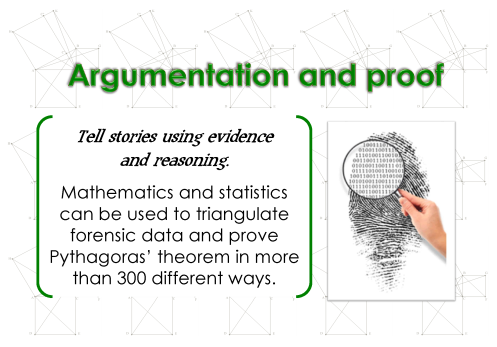 Argumentation and proof
Tell stories using evidence
and reasoning.
Mathematics and statistics
can be used to triangulate
forensic data and prove
Pythagoras' theorem in more
than 300 different ways.